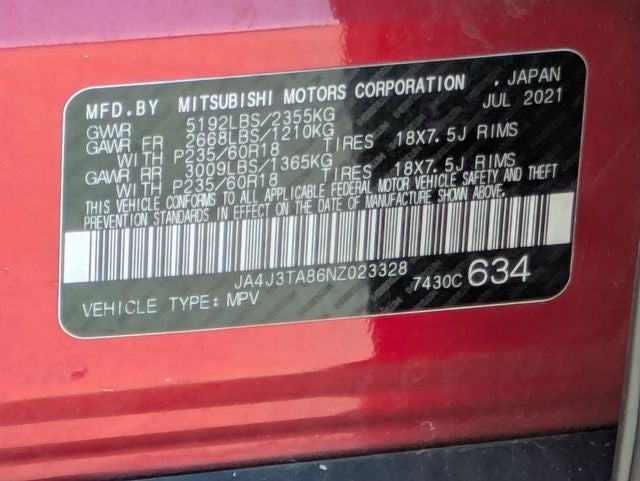 MFD.BY MITSUBISHI MOTORS CORPORATION , JAPAN
GVWR 5192LBS/2355KG JUL 2021
GAWR FR 2668LBS/1210KG
WITH P235/60R18 TIRES 18X7.5J RIMS
GAWR RR 3009LBS/1365KG
WITH P235/60R18 TIRES 18X7.5J RIMS
THIS VEHICLE CONFORMS TO ALL APPLICABLE FEDERAL MOTOR VEHICLE SAFETY AND THEFT
PREVENTION STANDARDS IN EFFECT ON THE DATE OF MANUFACTURE SHOWN ABOVE.
JA4J3TA86NZ023328 7430C 634
VEHICLE TYPE: MPV